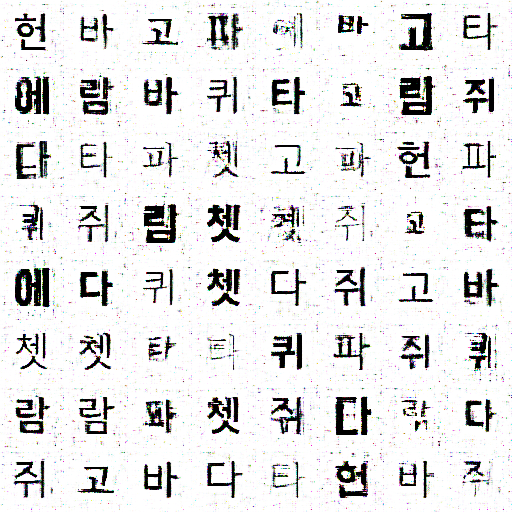 헌 바 고 파 에 바 고 타
에 람 바 퀴 타 고 람 쥐
다 타 파 쳇 고 파 헌 파
퀴 쥐 람 쳇 쳇 쥐 고 타
에 다 퀴 쳇 다 쥐 고 바
쳇 쳇 타 타 퀴 파 쥐 퀴
람 람 파 쳇 쥐 다 람 다
쥐 고 바 다 타 헌 바 쥐